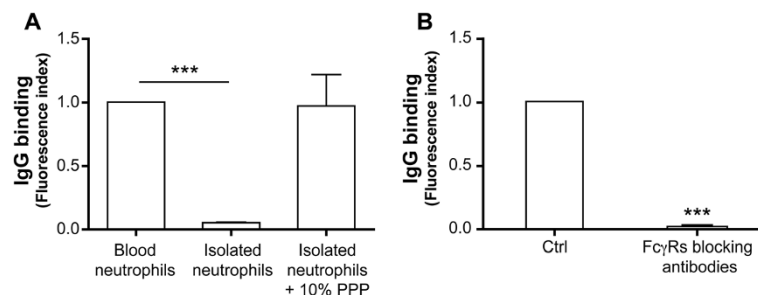 A
IgG binding
(Fluorescence index)
1.5
1.0
0.5
0.0
***
Blood
neutrophils
Isolated
neutrophils
Isolated
neutrophils
+ 10% PPP
B
IgG binding
(Fluorescence index)
1.5
1.0
0.5
0.0
***
Ctrl
FcγRs blocking
antibodies